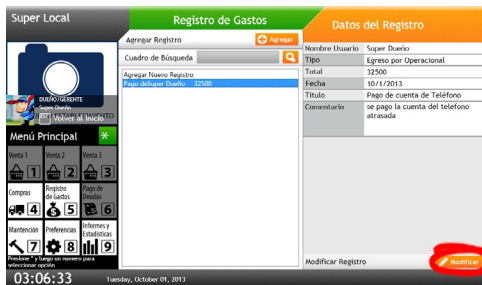 Super Local
Registro de Gastos
Datos del Registro
Agregar Registro
Agregar
Cuadro de Búsqueda
Agregar Nuevo Registro
Pago deSuper Dueño 32500
Nombre Usuario Super Dueño
Tipo Egreso por Operacional
Total 32500
Fecha 10/1/2013
Titulo Pago de cuenta de Teléfono
Comentario se pago la cuenta del telefono
atrasada
DUEÑO/GERENTE
Super Dueño
Volver al Inicio
Menú Principal *
Venta 1 Venta 2 Venta 3
1 2 3
Compras Registro de Gastos Pago de Deudas
4 5 6
Mantención Preferencias Informes y Estadísticas
7 8 9
Presione * y luego un numero para
seleccionar opción
Modificar Registro
Modificar
03:06:33
Tuesday, October 01, 2013